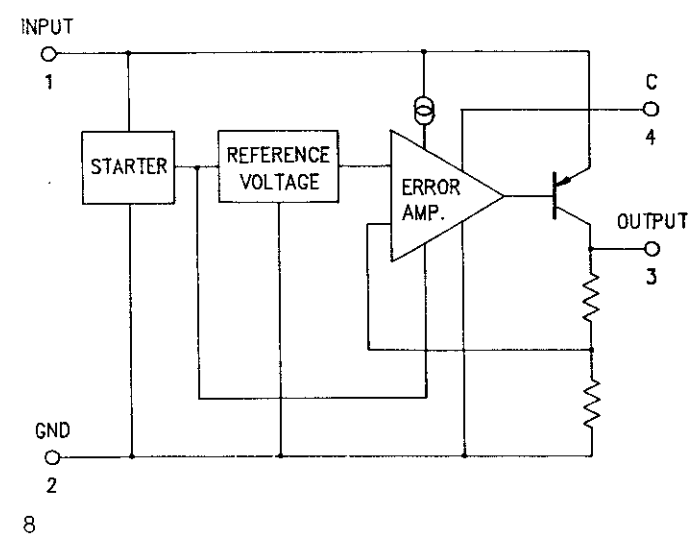 INPUT
1
C
4
STARTER
REFERENCE
VOLTAGE
ERROR
AMP.
OUTPUT
3
GND
2
8